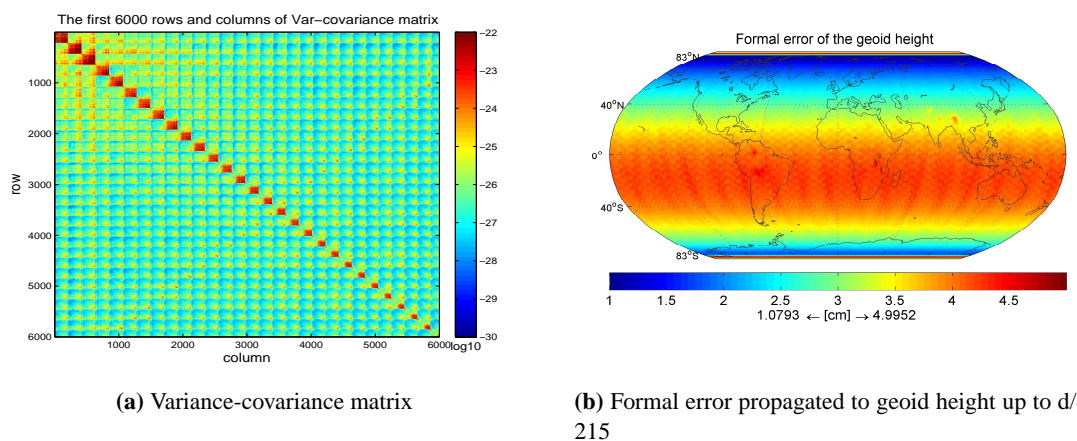 The first 6000 rows and columns of Var−covariance matrix
row
1000
2000
3000
4000
5000
6000
1000 2000 3000 4000 5000 6000
column
−22
−23
−24
−25
−26
−27
−28
−29
−30
log10
(a) Variance-covariance matrix
Formal error of the geoid height
83°N
40°N
0°
40°S
83°S
1 1.5 2 2.5 3 3.5 4 4.5
1.0793 ← [cm] → 4.9952
(b) Formal error propagated to geoid height up to d/
215